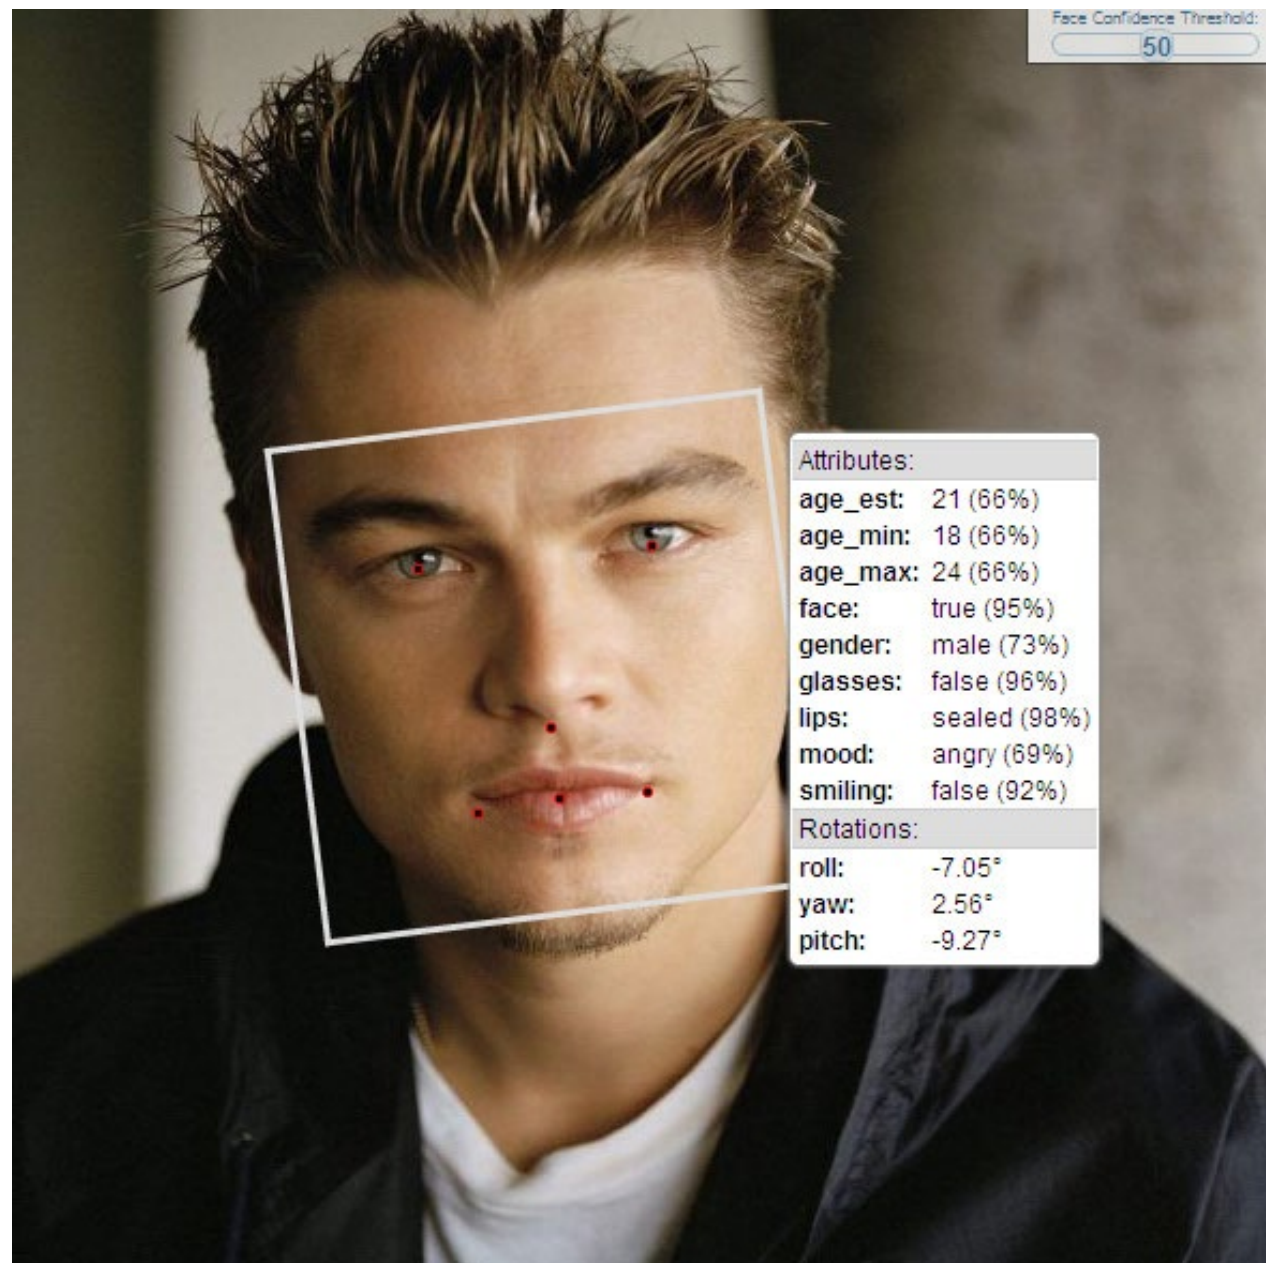 Face Confidence Threshold:
50
Attributes:
age_est: 21 (66%)
age_min: 18 (66%)
age_max: 24 (66%)
face: true (95%)
gender: male (73%)
glasses: false (96%)
lips: sealed (98%)
mood: angry (69%)
smiling: false (92%)
Rotations:
roll: -7.05°
yaw: 2.56°
pitch: -9.27°